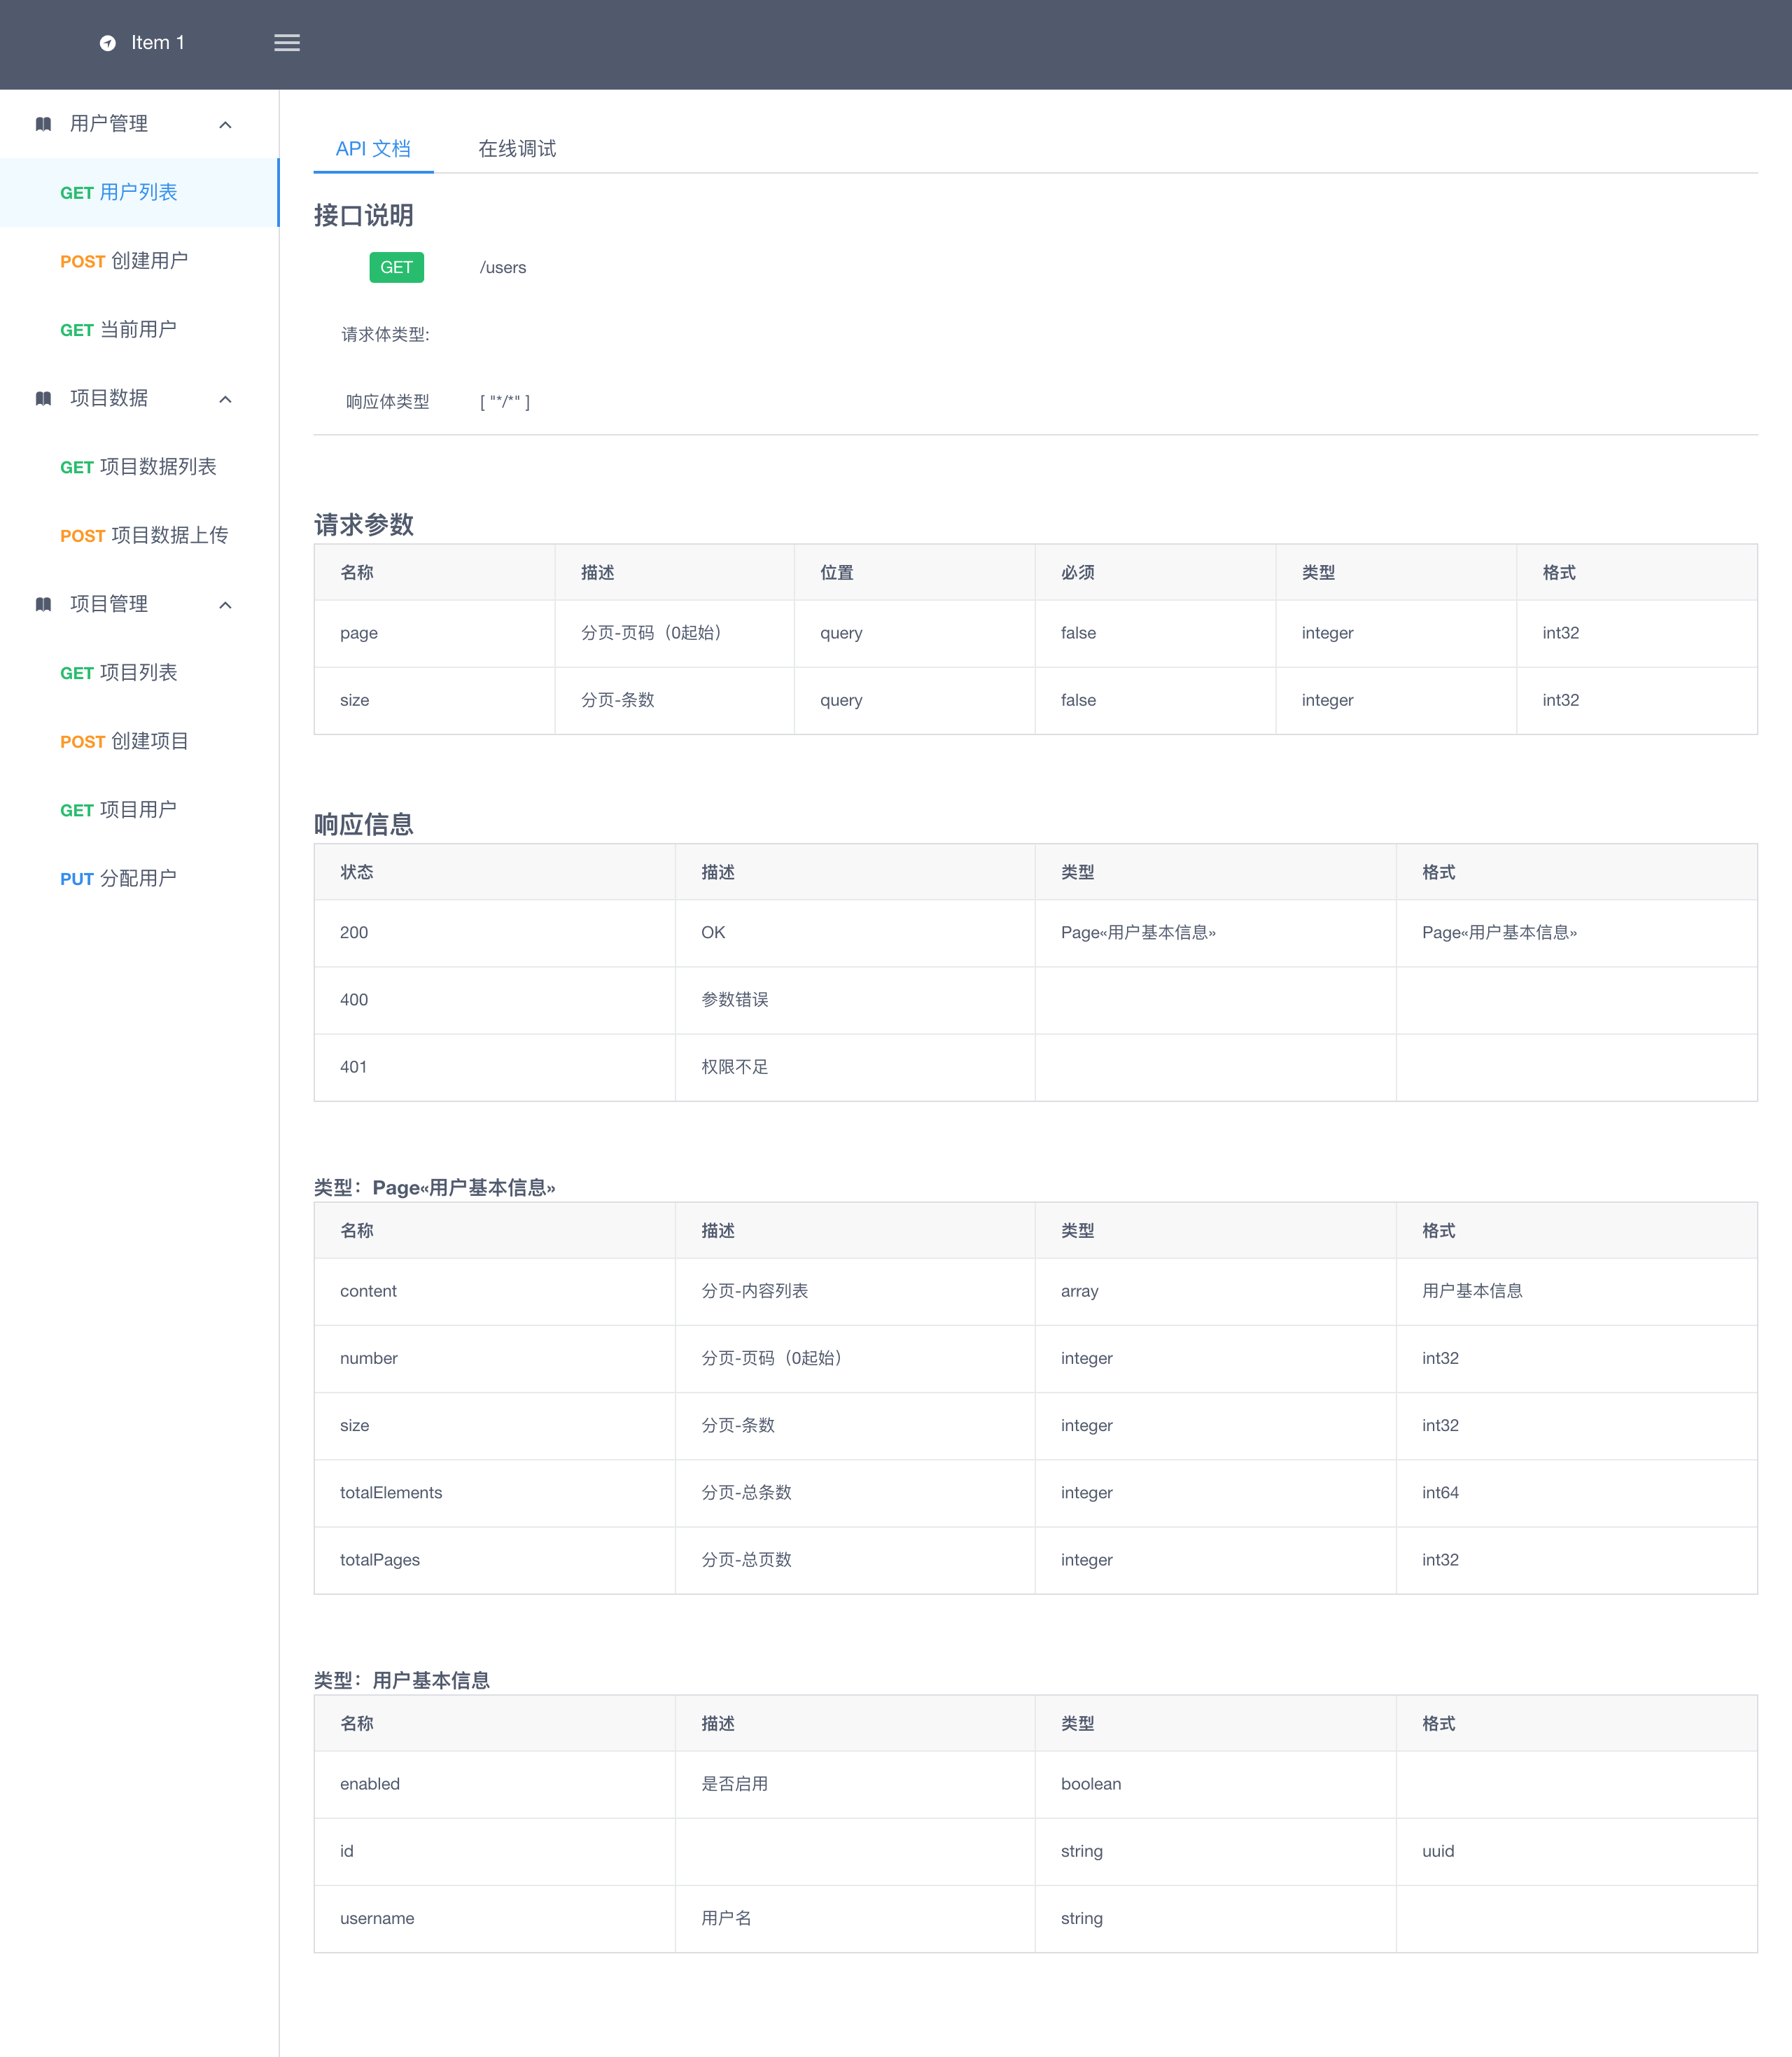 Item 1
用户管理
GET 用户列表
POST 创建用户
GET 当前用户
项目数据
GET 项目数据列表
POST 项目数据上传
项目管理
GET 项目列表
POST 创建项目
GET 项目用户
PUT 分配用户
API 文档 在线调试
接口说明
GET /users
请求体类型:
响应体类型 [ "*/*" ]
请求参数
名称 描述 位置 必须 类型 格式
page 分页-页码（0起始） query false integer int32
size 分页-条数 query false integer int32
响应信息
状态 描述 类型 格式
200 OK Page«用户基本信息» Page«用户基本信息»
400 参数错误
401 权限不足
类型：Page«用户基本信息»
名称 描述 类型 格式
content 分页-内容列表 array 用户基本信息
number 分页-页码（0起始） integer int32
size 分页-条数 integer int32
totalElements 分页-总条数 integer int64
totalPages 分页-总页数 integer int32
类型：用户基本信息
名称 描述 类型 格式
enabled 是否启用 boolean
id string uuid
username 用户名 string